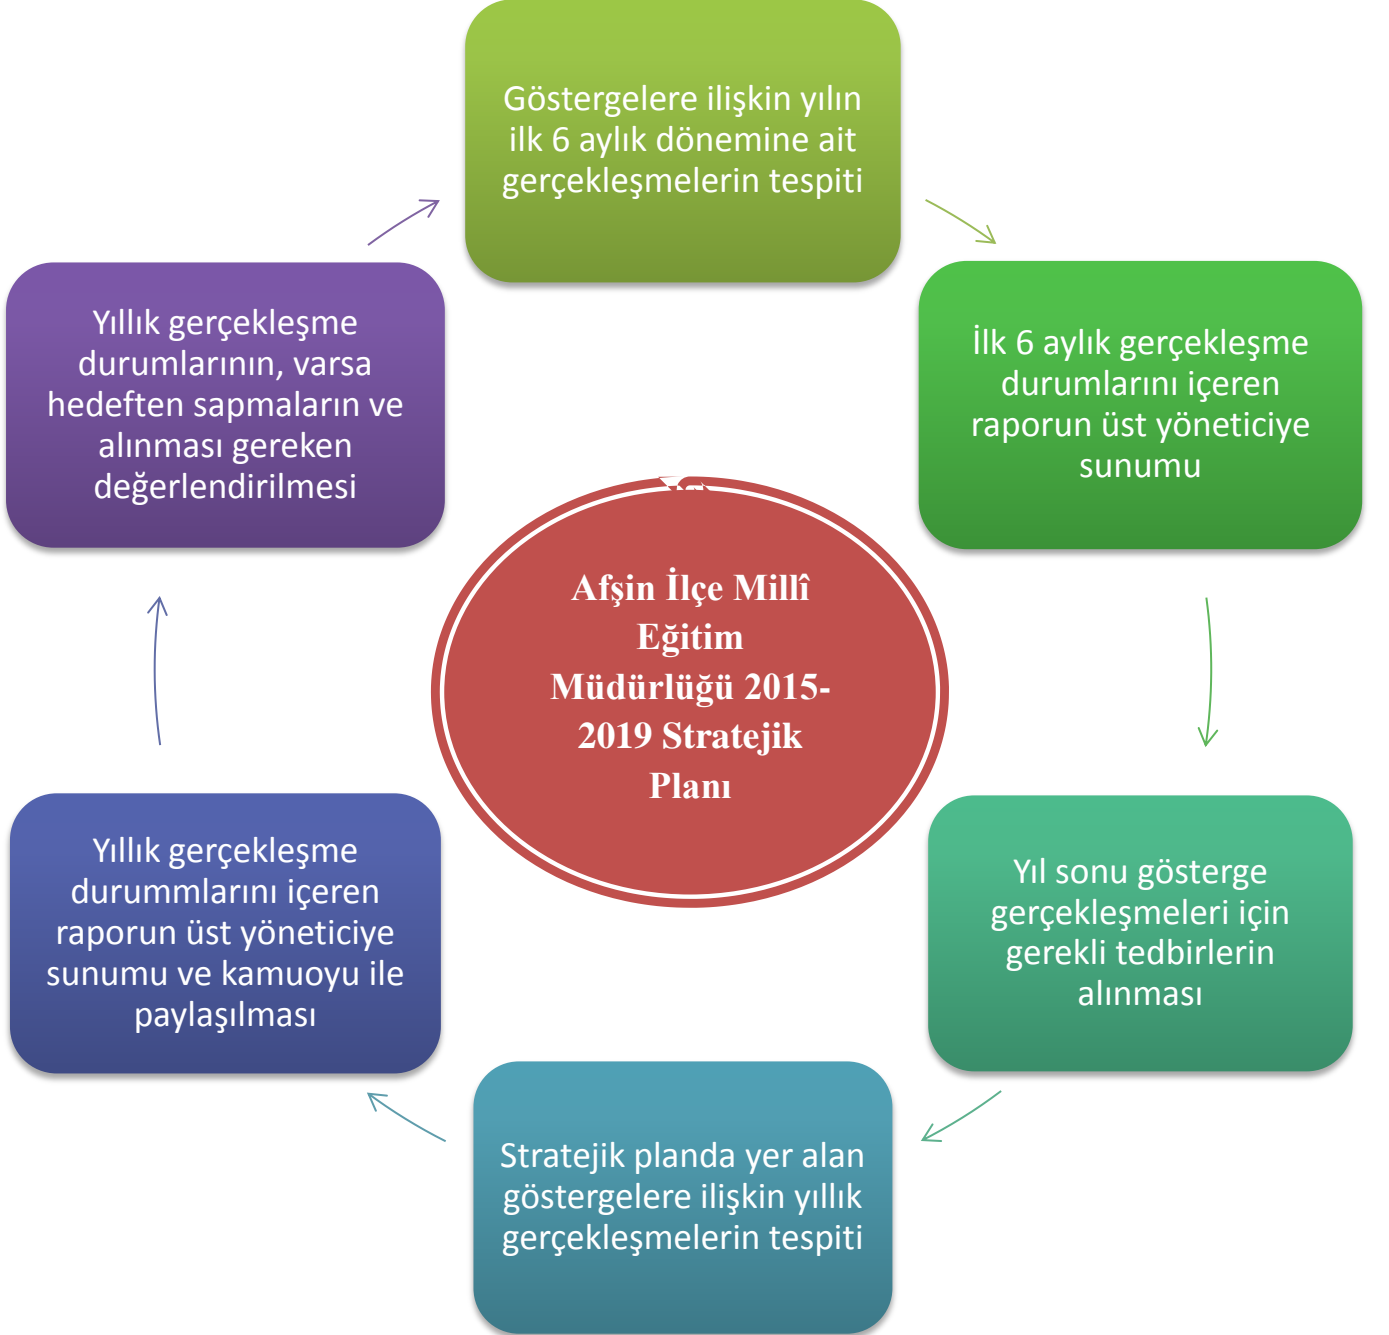 Göstergelere ilişkin yılın
ilk 6 aylık dönemine ait
gerçekleşmelerin tespiti
İlk 6 aylık gerçekleşme
durumlarını içeren
raporun üst yöneticiye
sunumu
Yıl sonu gösterge
gerçekleşmeleri için
gerekli tedbirlerin
alınması
Stratejik planda yer alan
göstergelere ilişkin yıllık
gerçekleşmelerin tespiti
Yıllık gerçekleşme
durummlarını içeren
raporun üst yöneticiye
sunumu ve kamuoyu ile
paylaşılması
Yıllık gerçekleşme
durumlarının, varsa
hedeften sapmaların ve
alınması gereken
değerlendirilmesi
Afşin İlçe Millî
Eğitim
Müdürlüğü 2015-
2019 Stratejik
Planı